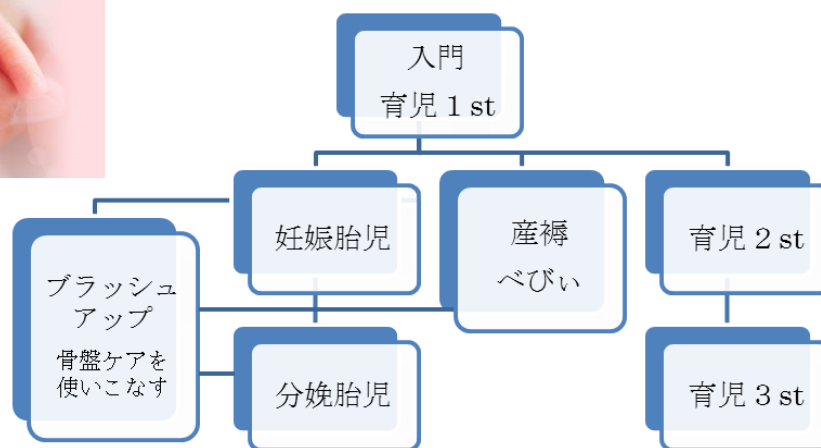 入門
育児１st
妊娠胎児
産褥
べびぃ
育児２st
ブラッシュ
アップ
骨盤ケアを
使いこなす
分娩胎児
育児３st